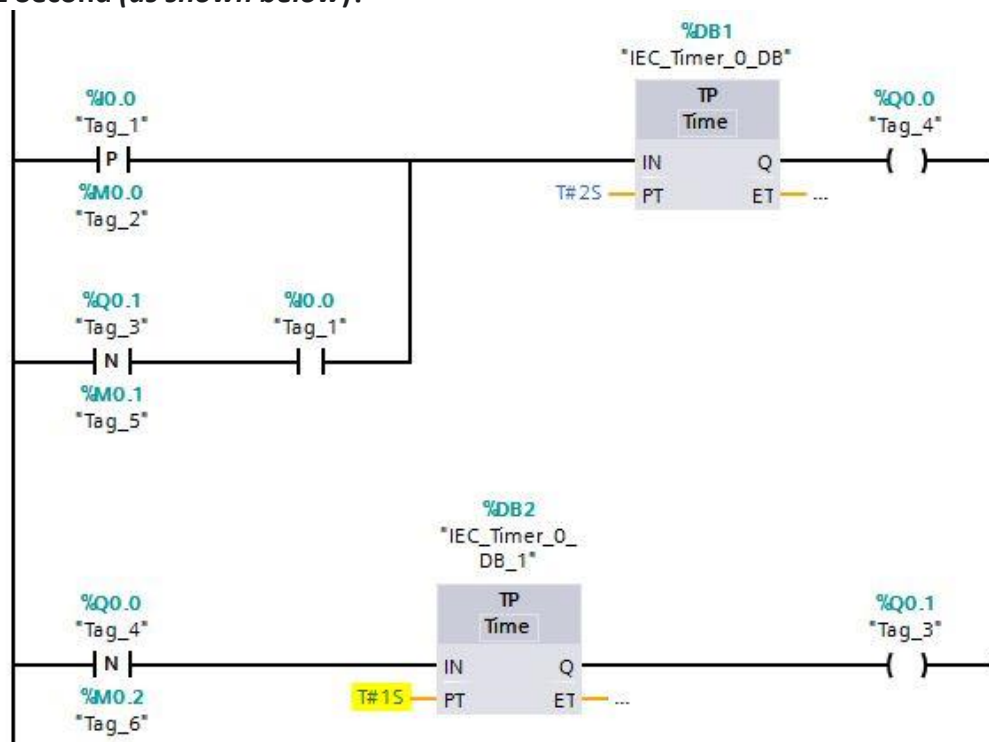 second (as shown below).
%DB1
"IEC_Timer_0_DB"
TP
Time
%I0.0
"Tag_1"
%Q0.0
"Tag_4"
P
IN
Q
%M0.0
"Tag_2"
T#2S
PT
ET
...
%Q0.1
"Tag_3"
%I0.0
"Tag_1"
N
%M0.1
"Tag_5"
%DB2
"IEC_Timer_0_
DB_1"
TP
Time
%Q0.0
"Tag_4"
%Q0.1
"Tag_3"
N
IN
Q
%M0.2
"Tag_6"
T#1S
PT
ET
...